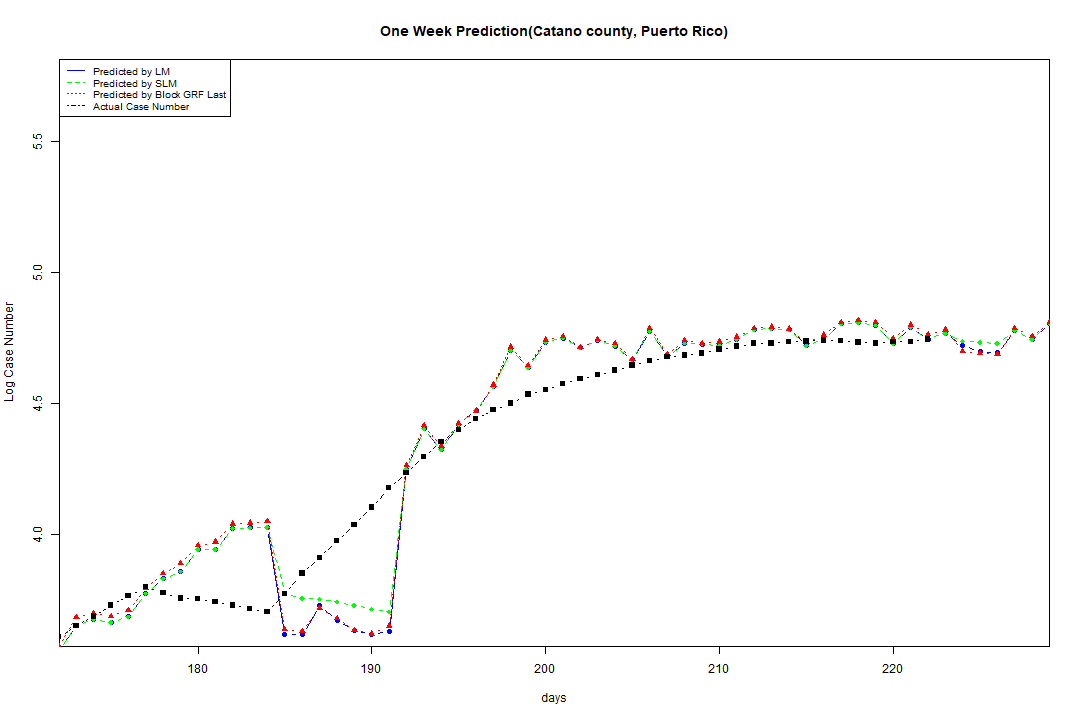 One Week Prediction(Catano county, Puerto Rico)
Predicted by LM
Predicted by SLM
Predicted by Block GRF Last
Actual Case Number
5.5
5.0
4.5
4.0
Log Case Number
180 190 200 210 220
days